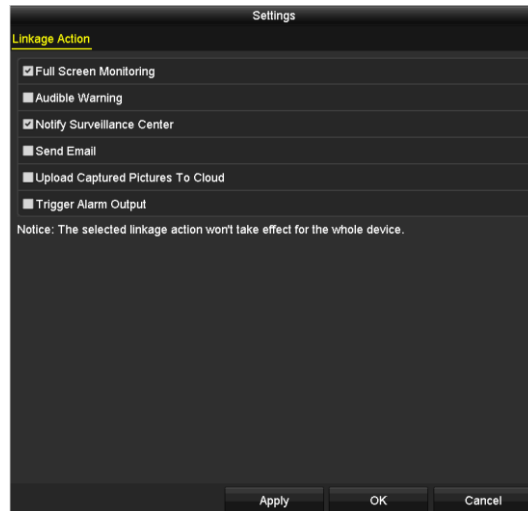 Settings
Linkage Action
Full Screen Monitoring
Audible Warning
Notify Surveillance Center
Send Email
Upload Captured Pictures To Cloud
Trigger Alarm Output
Notice: The selected linkage action won't take effect for the whole device.
Apply OK Cancel